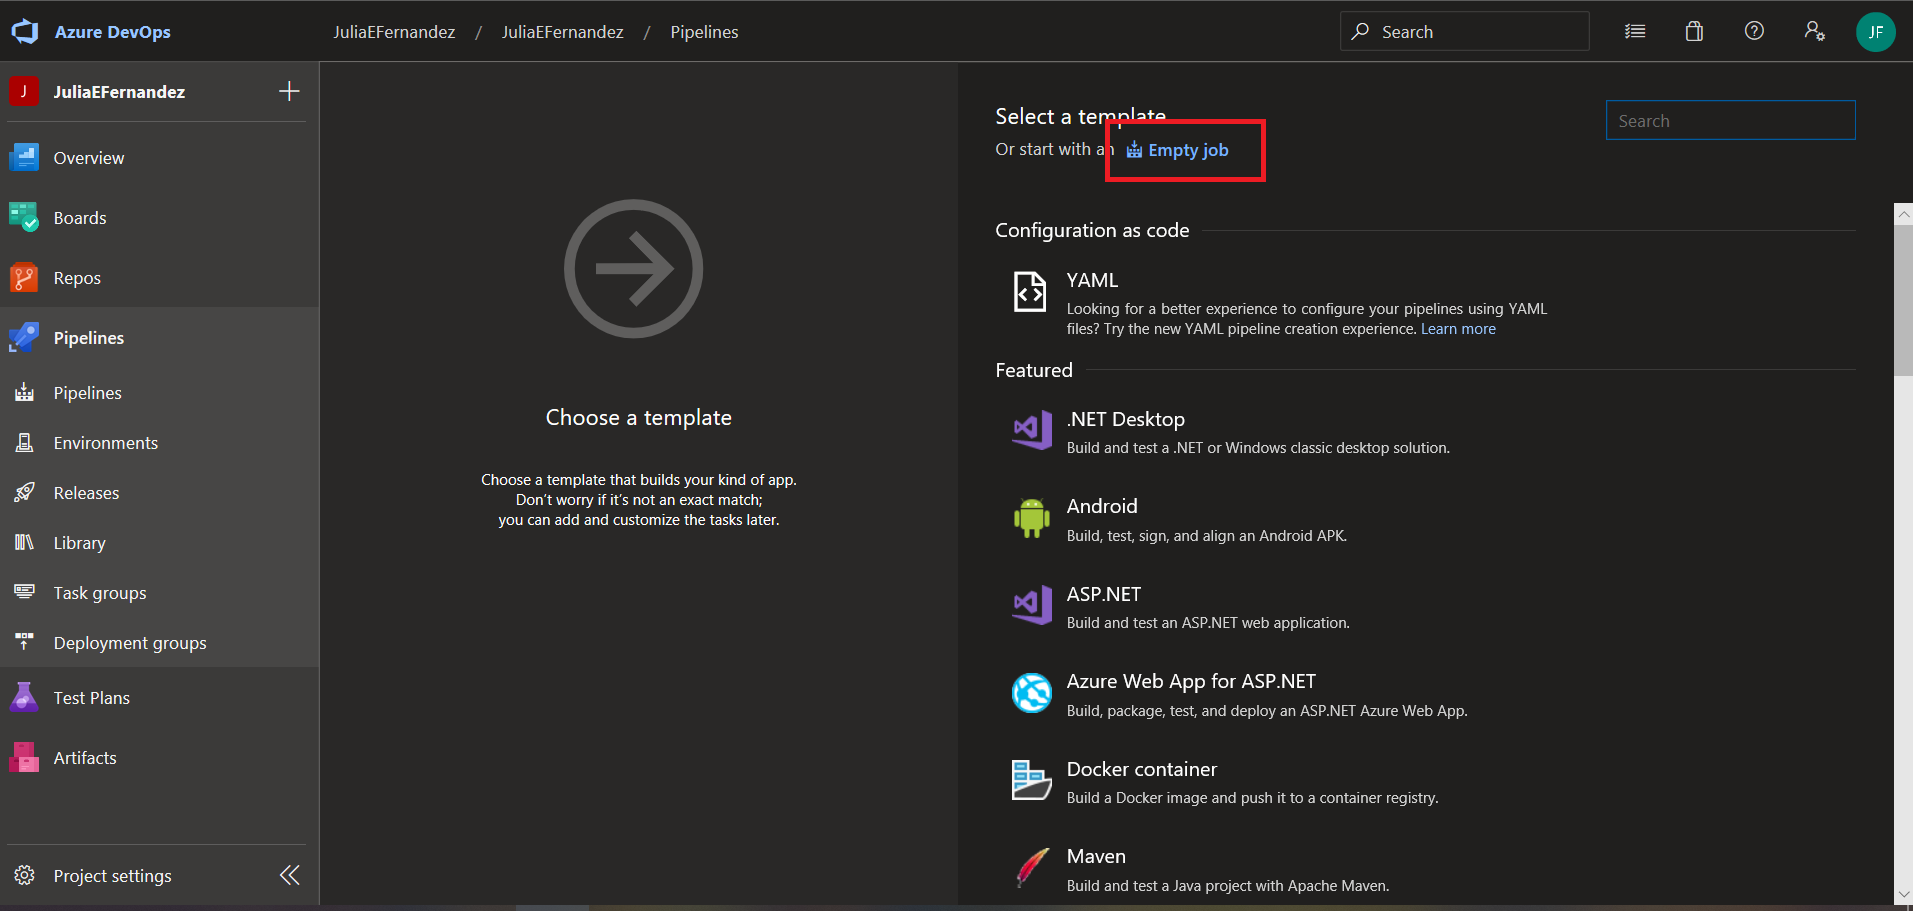 Azure DevOps
JuliaEFernandez / JuliaEFernandez / Pipelines
Search
JF
J JuliaEFernandez
Overview
Boards
Repos
Pipelines
Pipelines
Environments
Releases
Library
Task groups
Deployment groups
Test Plans
Artifacts
Project settings
Choose a template
Choose a template that builds your kind of app.
Don't worry if it's not an exact match;
you can add and customize the tasks later.
Select a template
Or start with an Empty job
Search
Configuration as code
YAML
Looking for a better experience to configure your pipelines using YAML
files? Try the new YAML pipeline creation experience. Learn more
Featured
.NET Desktop
Build and test a .NET or Windows classic desktop solution.
Android
Build, test, sign, and align an Android APK.
ASP.NET
Build and test an ASP.NET web application.
Azure Web App for ASP.NET
Build, package, test, and deploy an ASP.NET Azure Web App.
Docker container
Build a Docker image and push it to a container registry.
Maven
Build and test a Java project with Apache Maven.